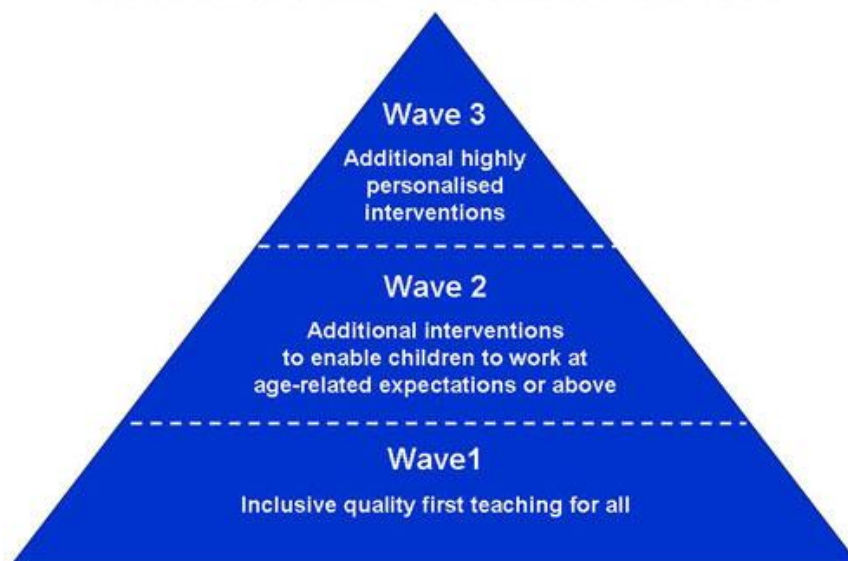 Wave 3
Additional highly
personalised
interventions
Wave 2
Additional interventions
to enable children to work at
age-related expectations or above
Wave1
Inclusive quality first teaching for all